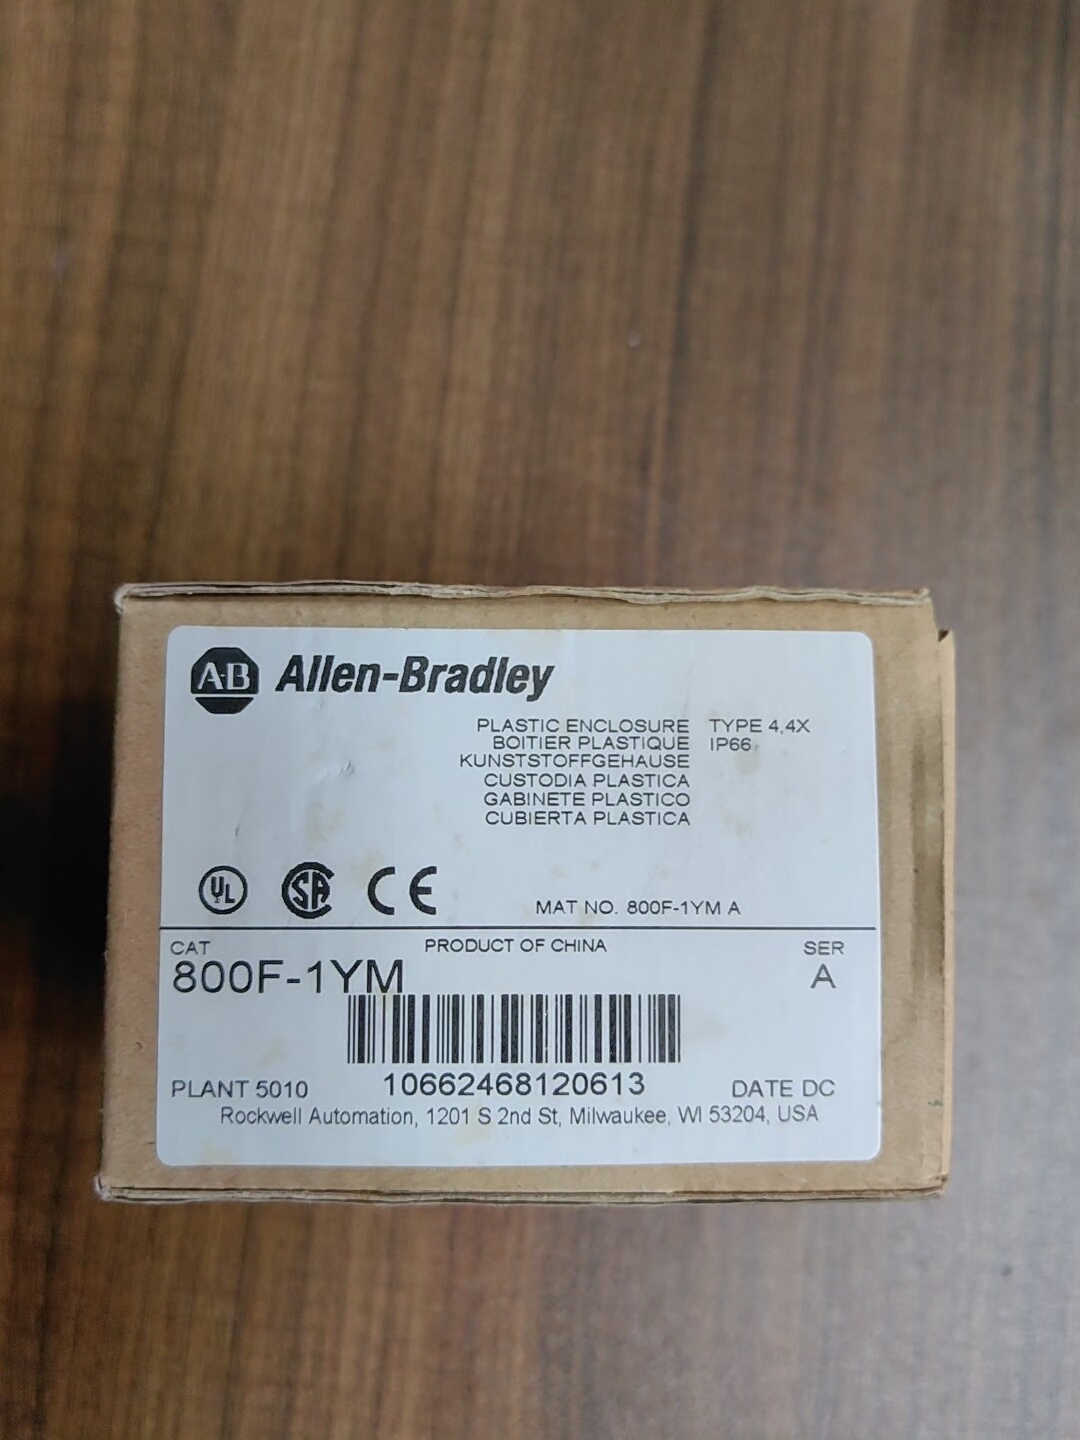 A-B Allen-Bradley
PLASTIC ENCLOSURE TYPE 4,4X
BOITIER PLASTIQUE IP66
KUNSTSTOFFGEHAUSE
CUSTODIA PLASTICA
GABINETE PLASTICO
CUBIERTA PLASTICA
UL SA CE
MAT NO. 800F-1YM A
CAT PRODUCT OF CHINA SER
800F-1YM A
PLANT 5010 10662468120613 DATE DC
Rockwell Automation, 1201 S 2nd St, Milwaukee, WI 53204, USA